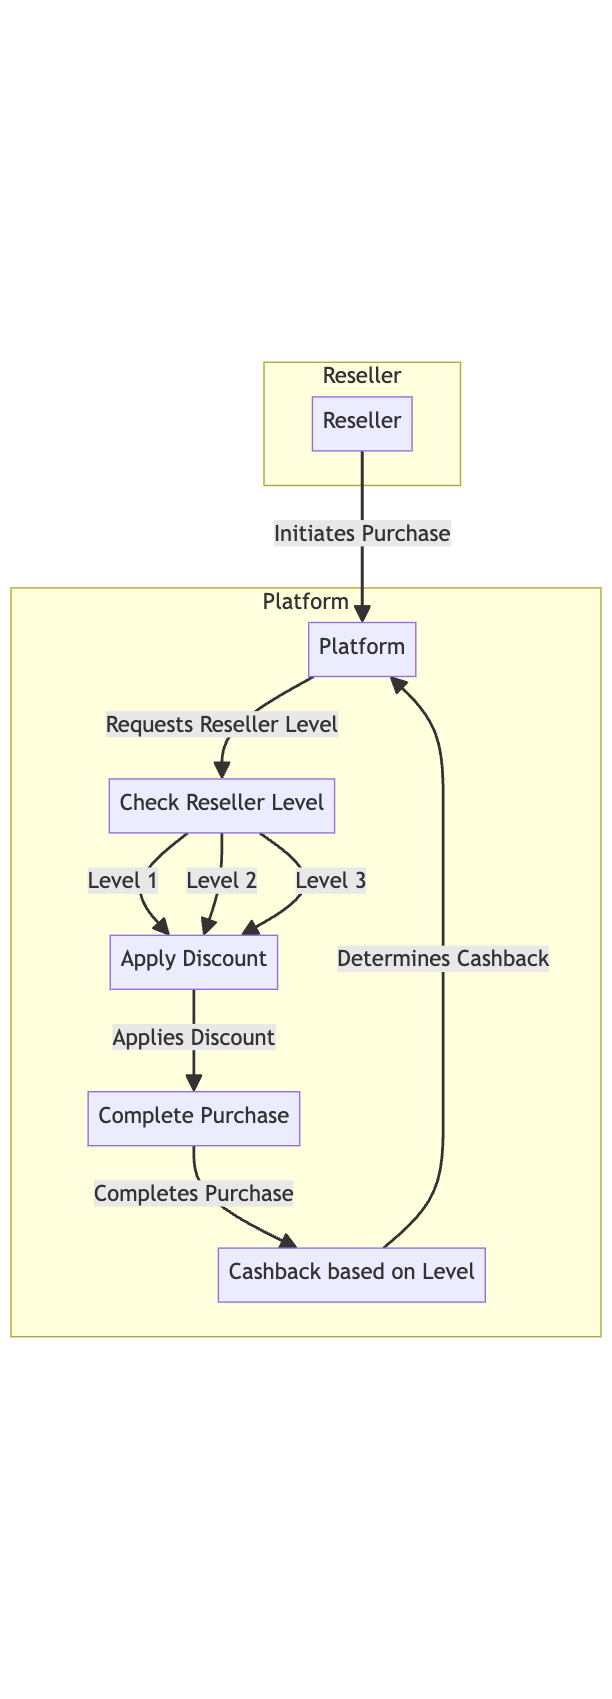 Reseller
Reseller
Initiates Purchase
Platform
Platform
Requests Reseller Level
Check Reseller Level
Level 1
Level 2
Level 3
Apply Discount
Determines Cashback
Applies Discount
Complete Purchase
Completes Purchase
Cashback based on Level